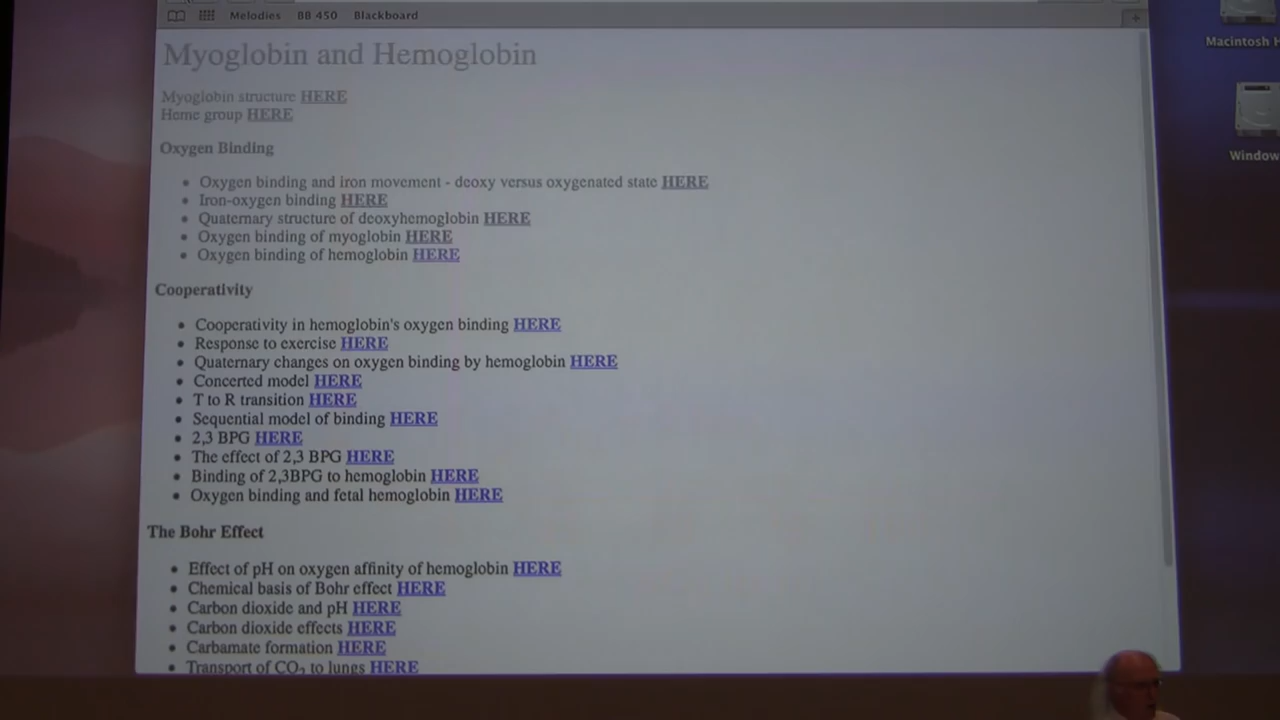 Melodies BB 450 Blackboard
Macintosh H
Myoglobin and Hemoglobin
Myoglobin structure HERE
Heme group HERE
Window
Oxygen Binding
• Oxygen binding and iron movement - deoxy versus oxygenated state HERE
• Iron-oxygen binding HERE
• Quaternary structure of deoxyhemoglobin HERE
• Oxygen binding of myoglobin HERE
• Oxygen binding of hemoglobin HERE
Cooperativity
• Cooperativity in hemoglobin's oxygen binding HERE
• Response to exercise HERE
• Quaternary changes on oxygen binding by hemoglobin HERE
• Concerted model HERE
• T to R transition HERE
• Sequential model of binding HERE
• 2,3 BPG HERE
• The effect of 2,3 BPG HERE
• Binding of 2,3BPG to hemoglobin HERE
• Oxygen binding and fetal hemoglobin HERE
The Bohr Effect
• Effect of pH on oxygen affinity of hemoglobin HERE
• Chemical basis of Bohr effect HERE
• Carbon dioxide and pH HERE
• Carbon dioxide effects HERE
• Carbamate formation HERE
• Transport of CO₂ to lungs HERE